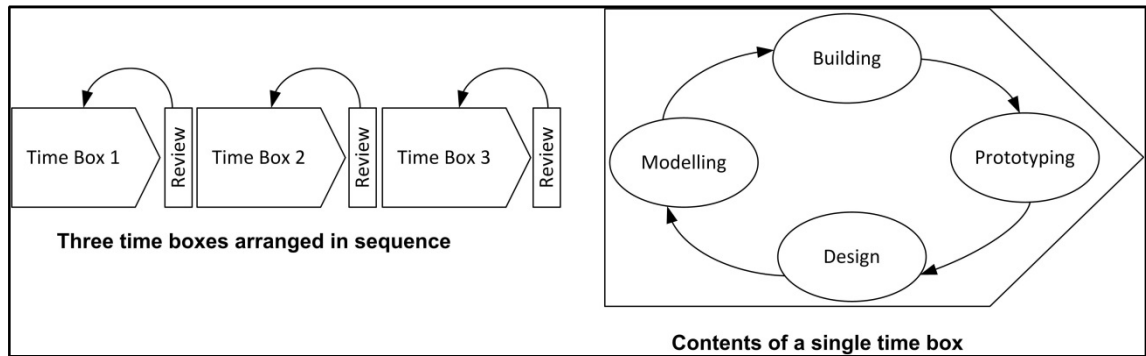 Time Box 1
Review
Time Box 2
Review
Time Box 3
Review
Three time boxes arranged in sequence
Building
Modelling
Prototyping
Design
Contents of a single time box